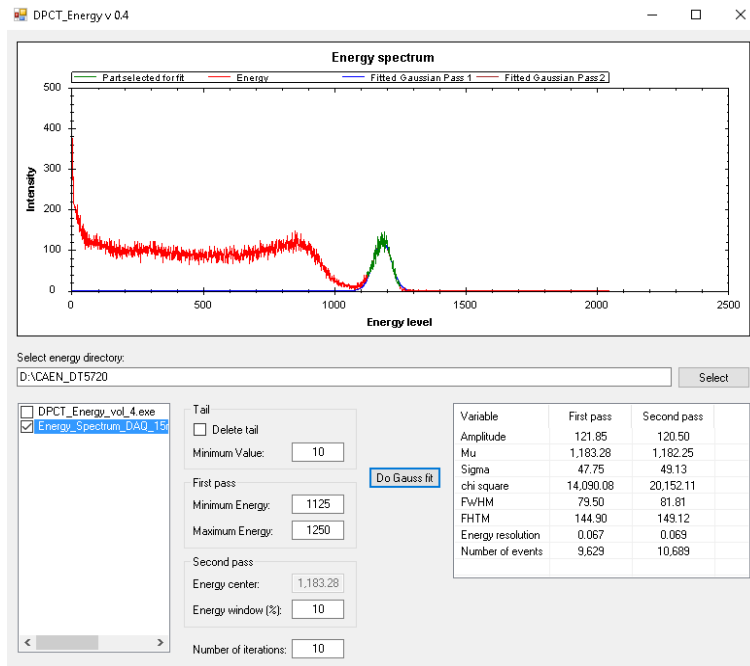 DPCT_Energy v 0.4
Energy spectrum
Part selected for fit Energy Fitted Gaussian Pass 1 Fitted Gaussian Pass 2
500
400
300
200
100
0
Intensity
0 500 1000 1500 2000 2500
Energy level
Select energy directory:
D:\CAEN_DT5720 Select
DPCT_Energy_vol_4.exe
Energy_Spectrum_DAQ_15
Tail
Delete tail
Minimum Value: 10
First pass
Minimum Energy: 1125
Maximum Energy: 1250
Second pass
Energy center: 1,183.28
Energy window (%): 10
Number of iterations: 10
Do Gauss fit
Variable First pass Second pass
Amplitude 121.85 120.50
Mu 1,183.28 1,182.25
Sigma 47.75 49.13
chi square 14,090.08 20,152.11
FWHM 79.50 81.81
FHTM 144.90 149.12
Energy resolution 0.067 0.069
Number of events 9,629 10,689